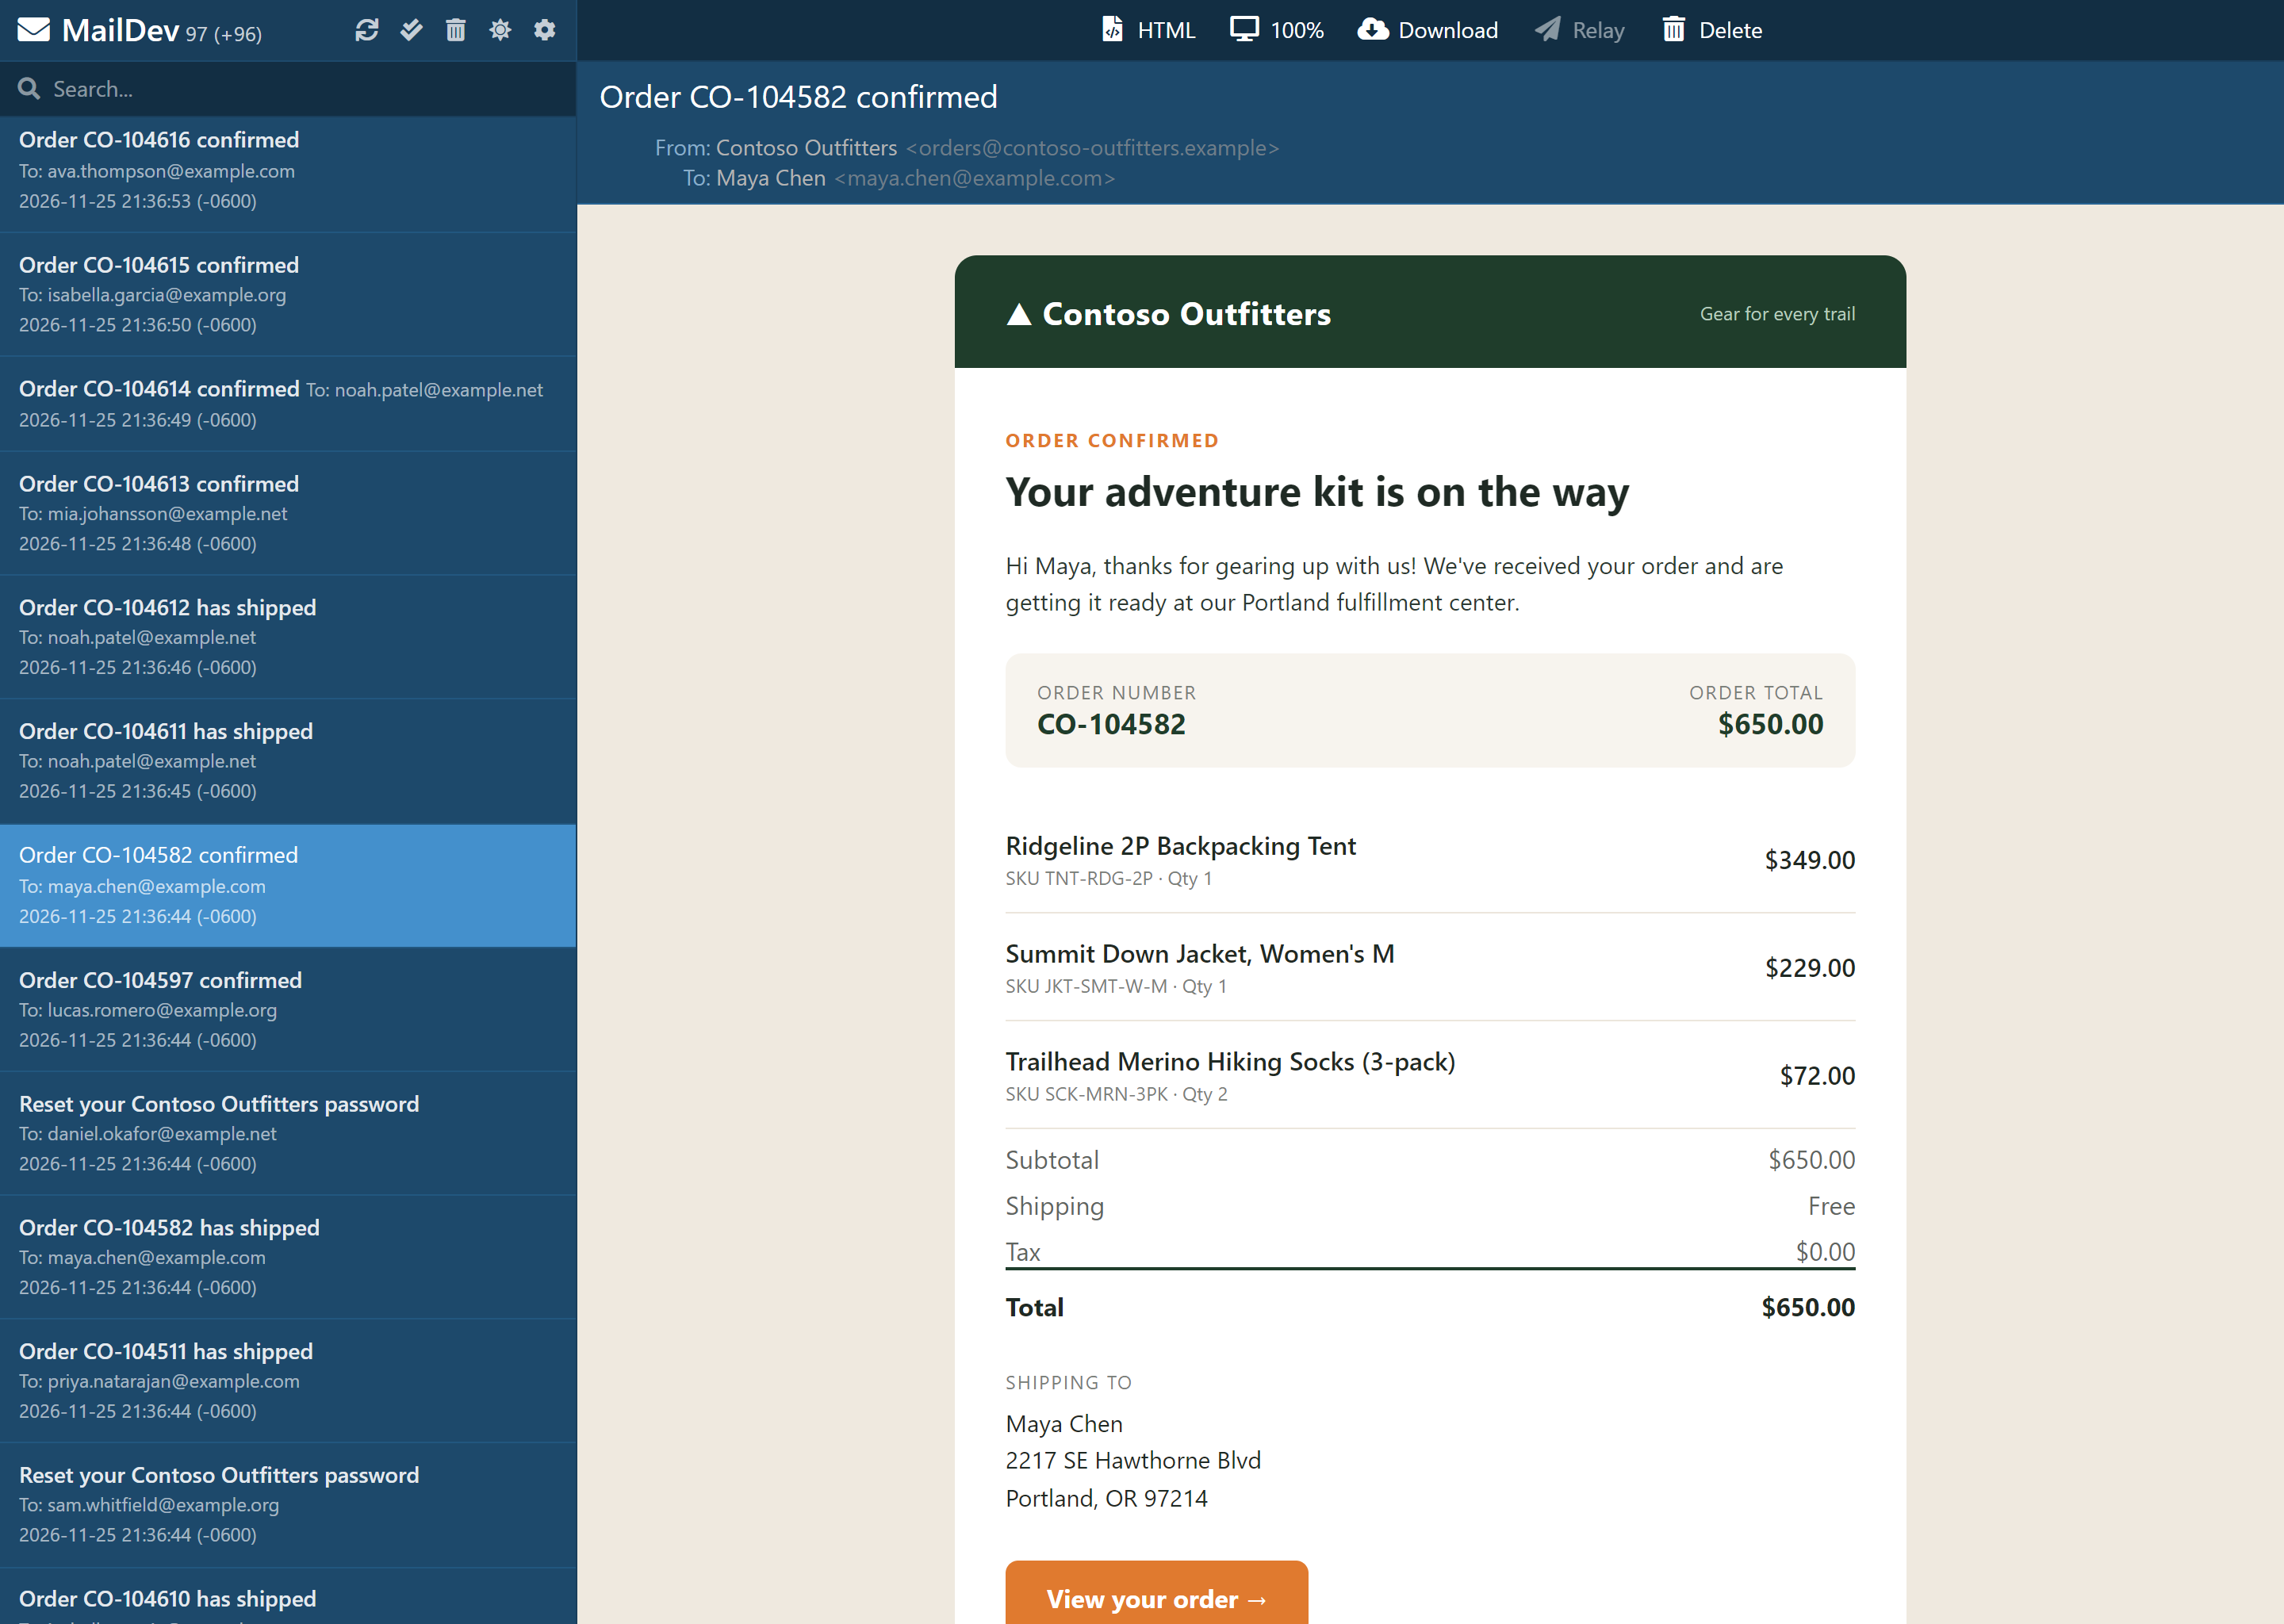 MailDev 97 (+96)
Search...
Order CO-104616 confirmed
To: ava.thompson@example.com
2026-11-25 21:36:53 (-0600)
Order CO-104615 confirmed
To: isabella.garcia@example.org
2026-11-25 21:36:50 (-0600)
Order CO-104614 confirmed To: noah.patel@example.net
2026-11-25 21:36:49 (-0600)
Order CO-104613 confirmed
To: mia.johansson@example.net
2026-11-25 21:36:48 (-0600)
Order CO-104612 has shipped
To: noah.patel@example.net
2026-11-25 21:36:46 (-0600)
Order CO-104611 has shipped
To: noah.patel@example.net
2026-11-25 21:36:45 (-0600)
Order CO-104582 confirmed
To: maya.chen@example.com
2026-11-25 21:36:44 (-0600)
Order CO-104597 confirmed
To: lucas.romero@example.org
2026-11-25 21:36:44 (-0600)
Reset your Contoso Outfitters password
To: daniel.okafor@example.net
2026-11-25 21:36:44 (-0600)
Order CO-104582 has shipped
To: maya.chen@example.com
2026-11-25 21:36:44 (-0600)
Order CO-104511 has shipped
To: priya.natarajan@example.com
2026-11-25 21:36:44 (-0600)
Reset your Contoso Outfitters password
To: sam.whitfield@example.org
2026-11-25 21:36:44 (-0600)
Order CO-104610 has shipped
HTML 100% Download Relay Delete
Order CO-104582 confirmed
From: Contoso Outfitters <orders@contoso-outfitters.example>
To: Maya Chen <maya.chen@example.com>
▲ Contoso Outfitters Gear for every trail
ORDER CONFIRMED
Your adventure kit is on the way
Hi Maya, thanks for gearing up with us! We've received your order and are
getting it ready at our Portland fulfillment center.
ORDER NUMBER ORDER TOTAL
CO-104582 $650.00
Ridgeline 2P Backpacking Tent $349.00
SKU TNT-RDG-2P · Qty 1
Summit Down Jacket, Women's M $229.00
SKU JKT-SMT-W-M · Qty 1
Trailhead Merino Hiking Socks (3-pack) $72.00
SKU SCK-MRN-3PK · Qty 2
Subtotal $650.00
Shipping Free
Tax $0.00
Total $650.00
SHIPPING TO
Maya Chen
2217 SE Hawthorne Blvd
Portland, OR 97214
View your order →